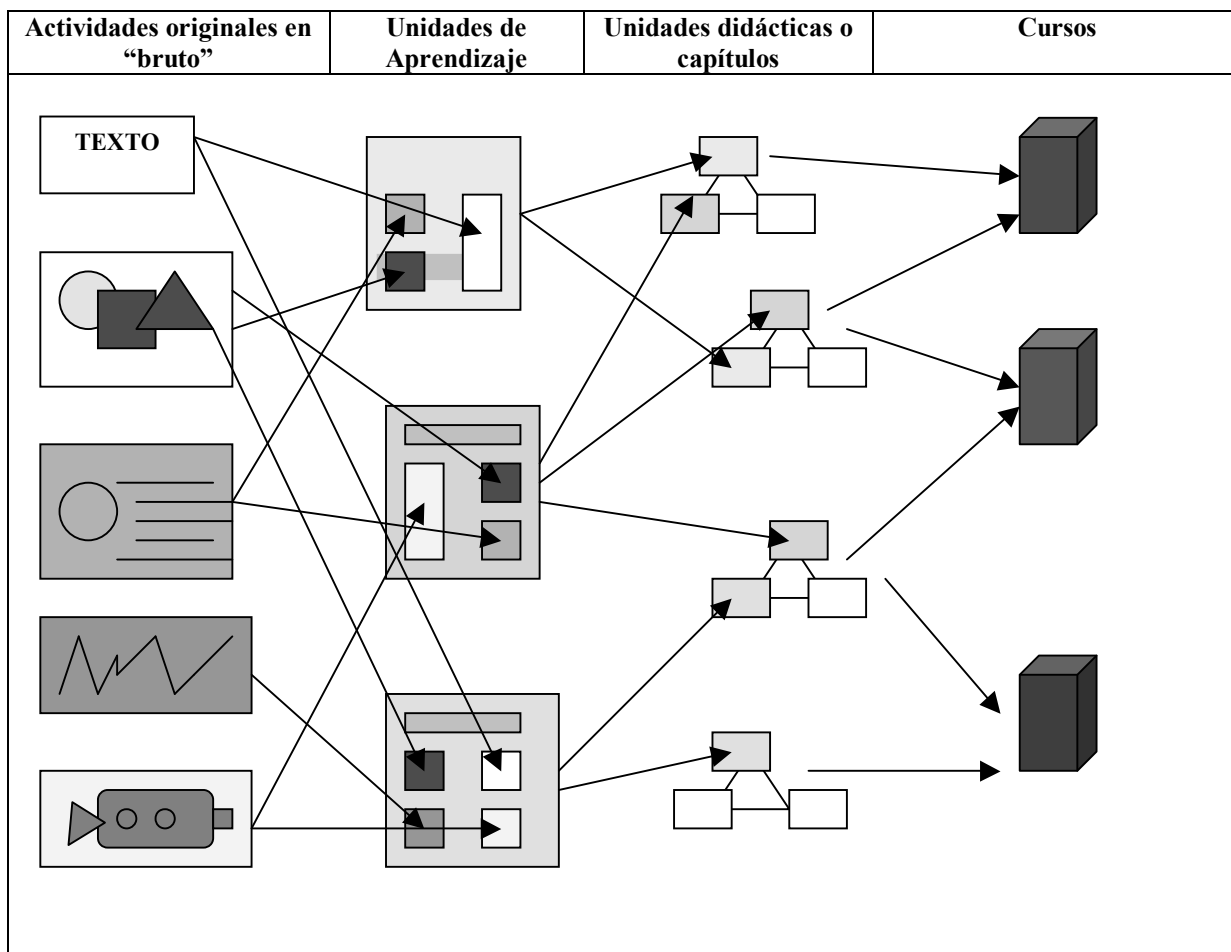 Actividades originales en
“bruto”
Unidades de
Aprendizaje
Unidades didácticas o
capítulos
Cursos
TEXTO